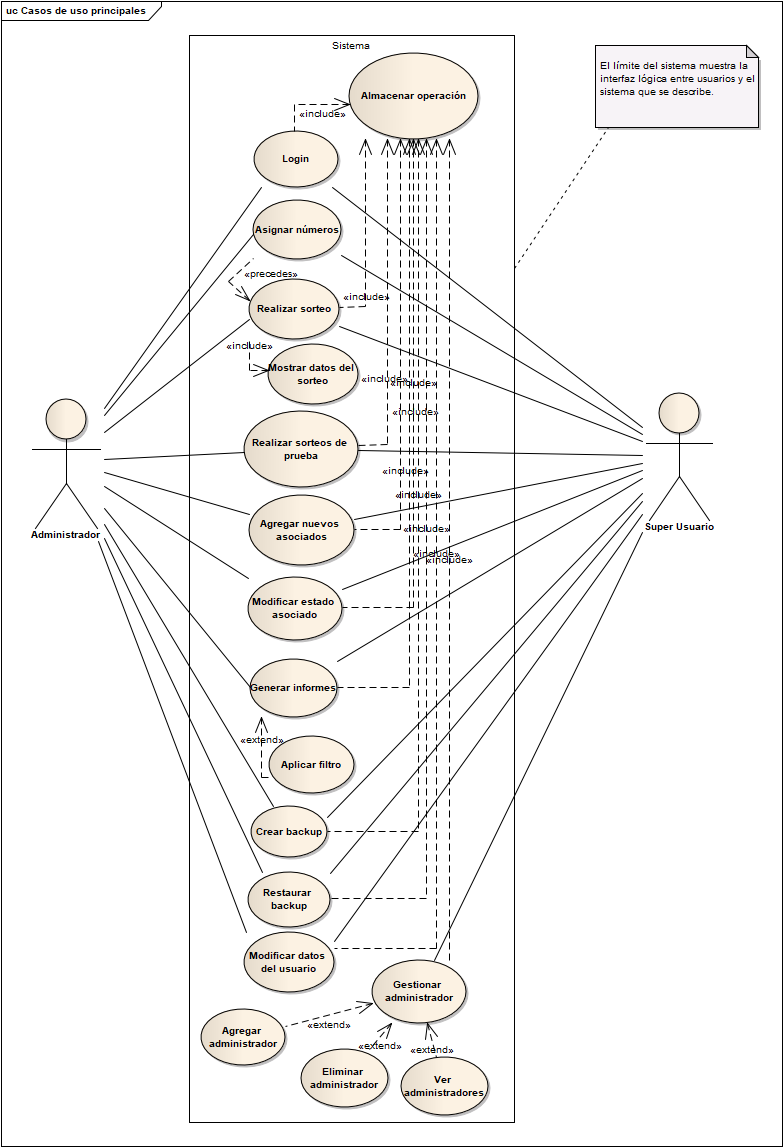 uc Casos de uso principales
Sistema
El límite del sistema muestra la
interfaz lógica entre usuarios y el
sistema que se describe.
Almacenar operación
«include»
Login
Asignar números
«precedes»
«include»
Realizar sorteo
«include»
Mostrar datos del
sorteo
«include»
«include»
«include»
Realizar sorteos de
prueba
«include»
«include»
Agregar nuevos
asociados
«include»
«include»
«include»
Administrador
Super Usuario
Modificar estado
asociado
Generar informes
«extend»
Aplicar filtro
Crear backup
Restaurar
backup
Modificar datos
del usuario
Gestionar
administrador
Agregar
administrador
«extend»
«extend»
«extend»
Eliminar
administrador
Ver
administradores